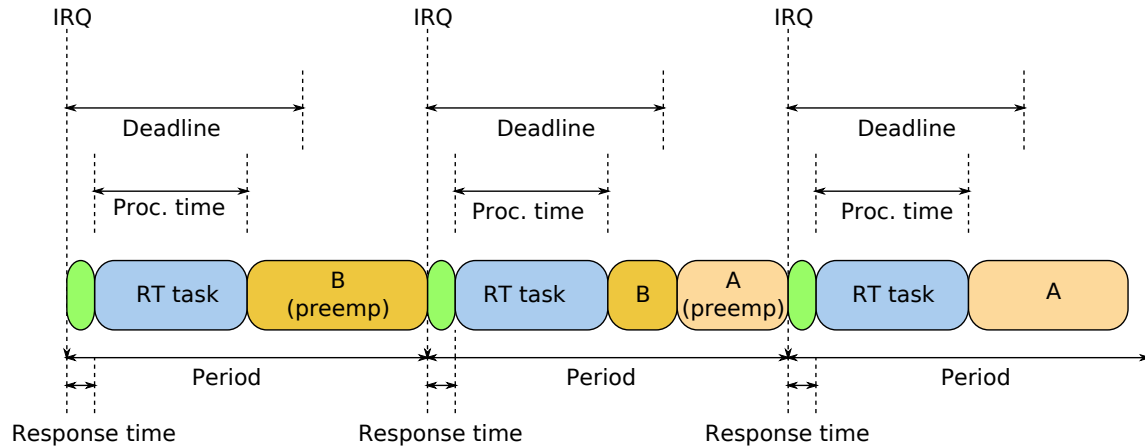 IRQ
IRQ
IRQ
Deadline
Deadline
Deadline
Proc. time
Proc. time
Proc. time
RT task
B
(preemp)
RT task
B
A
(preemp)
RT task
A
Period
Period
Period
Response time
Response time
Response time